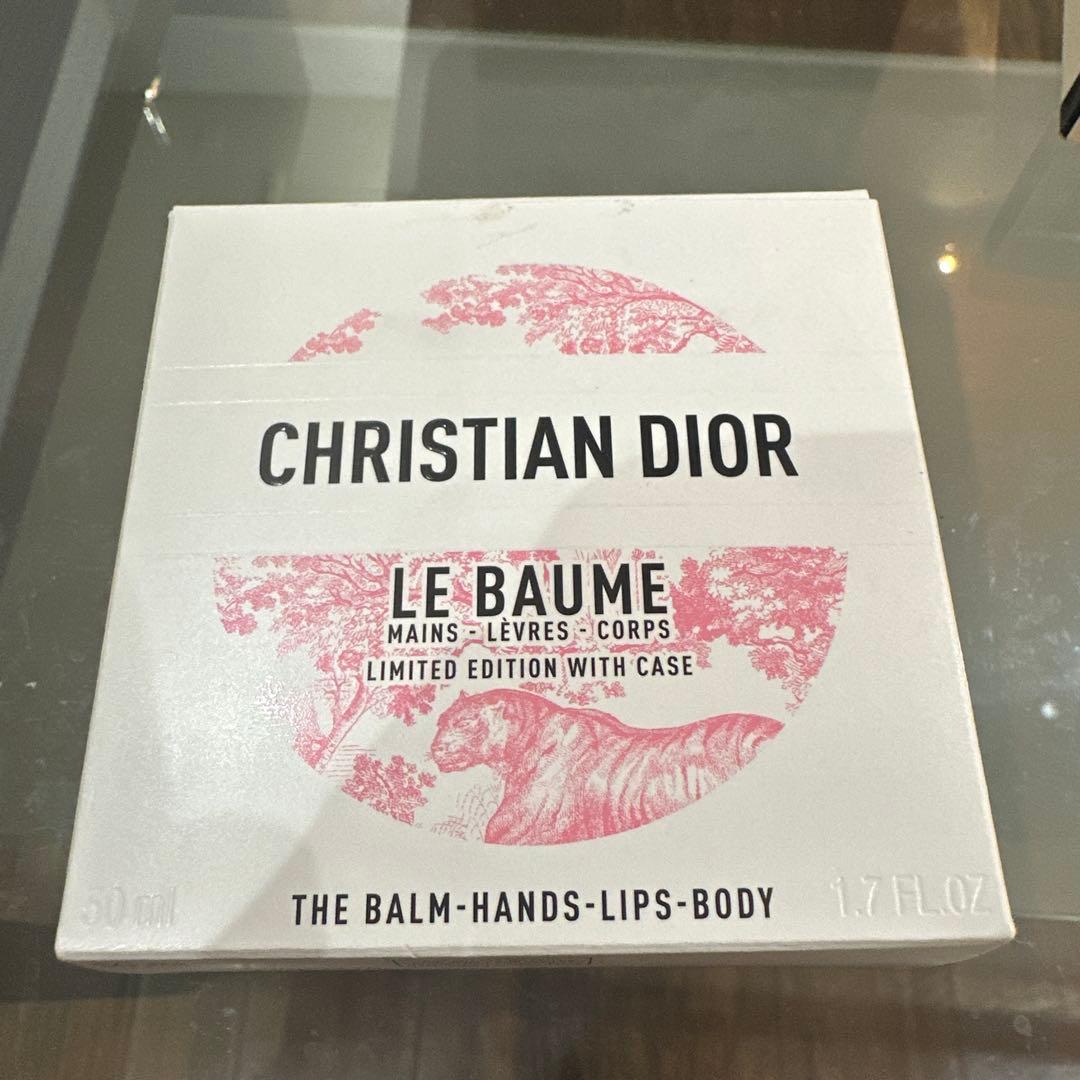 CHRISTIAN DIOR
LE BAUME
MAINS - LÈVRES - CORPS
LIMITED EDITION WITH CASE
50 ml
THE BALM-HANDS-LIPS-BODY
1.7 FL.OZ